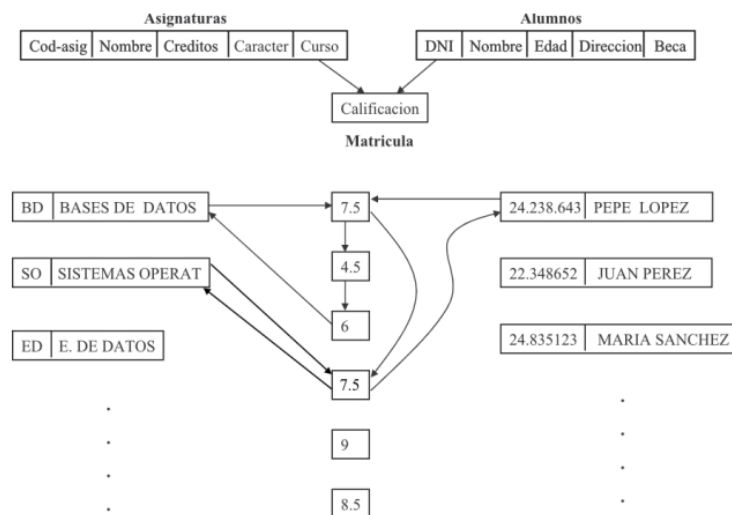 Asignaturas Alumnos
Cod-asig Nombre Creditos Caracter Curso DNI Nombre Edad Direccion Beca
Calificacion
Matricula
BD BASES DE DATOS 7.5 24.238.643 PEPE LOPEZ
4.5
SO SISTEMAS OPERAT 22.348652 JUAN PEREZ
6
ED E. DE DATOS 24.835123 MARIA SANCHEZ
7.5
9
8.5